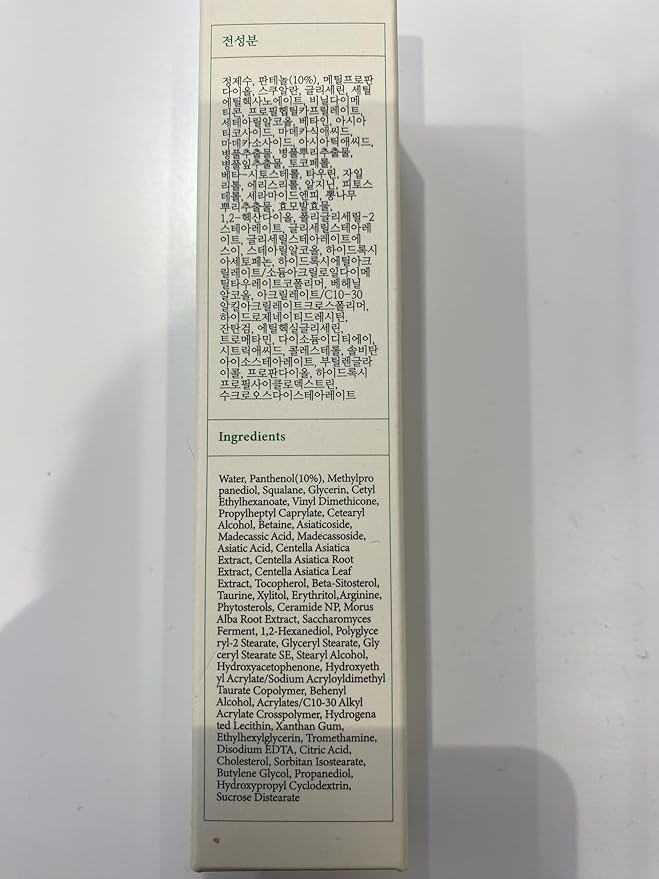 전성분
정제수, 판테놀(10%), 메틸프로판
다이올, 스쿠알란, 글리세린, 세틸
에틸헥사노에이트, 비닐다이메
티콘, 프로필헵틸카프릴레이트,
세테아릴알코올, 베타인, 아시아
티코사이드, 마데카식애씨드,
마데카소사이드, 아시아틱애씨드,
병풀추출물, 병풀뿌리추출물,
병풀잎추출물, 토코페롤,
베타-시토스테롤, 타우린, 자일
리톨, 에리스리톨, 알지닌, 피토스
테롤, 세라마이드엔피, 뽕나무
뿌리추출물, 효모발효물,
1,2-헥산다이올, 폴리글리세릴-2
스테아레이트, 글리세릴스테아레
이트, 글리세릴스테아레이트에
스이, 스테아릴알코올, 하이드록시
아세토페논, 하이드록시에틸아크
릴레이트/소듐아크릴로일다이메
틸타우레이트코폴리머, 베헤닐
알코올, 아크릴레이트/C10-30
알킬아크릴레이트크로스폴리머,
하이드로제네이티드레시틴,
잔탄검, 에틸헥실글리세린,
트로메타민, 다이소듐이디티에이,
시트릭애씨드, 콜레스테롤, 솔비탄
아이소스테아레이트, 부틸렌글라
이콜, 프로판다이올, 하이드록시
프로필사이클로덱스트린,
수크로오스다이스테아레이트
Ingredients
Water, Panthenol(10%), Methylpro
panediol, Squalane, Glycerin, Cetyl
Ethylhexanoate, Vinyl Dimethicone,
Propylheptyl Caprylate, Cetearyl
Alcohol, Betaine, Asiaticoside,
Madecassic Acid, Madecassoside,
Asiatic Acid, Centella Asiatica
Extract, Centella Asiatica Root
Extract, Centella Asiatica Leaf
Extract, Tocopherol, Beta-Sitosterol,
Taurine, Xylitol, Erythritol,Arginine,
Phytosterols, Ceramide NP, Morus
Alba Root Extract, Saccharomyces
Ferment, 1,2-Hexanediol, Polyglyce
ryl-2 Stearate, Glyceryl Stearate, Gly
ceryl Stearate SE, Stearyl Alcohol,
Hydroxyacetophenone, Hydroxyeth
yl Acrylate/Sodium Acryloyldimethyl
Taurate Copolymer, Behenyl
Alcohol, Acrylates/C10-30 Alkyl
Acrylate Crosspolymer, Hydrogena
ted Lecithin, Xanthan Gum,
Ethylhexylglycerin, Tromethamine,
Disodium EDTA, Citric Acid,
Cholesterol, Sorbitan Isostearate,
Butylene Glycol, Propanediol,
Hydroxypropyl Cyclodextrin,
Sucrose Distearate